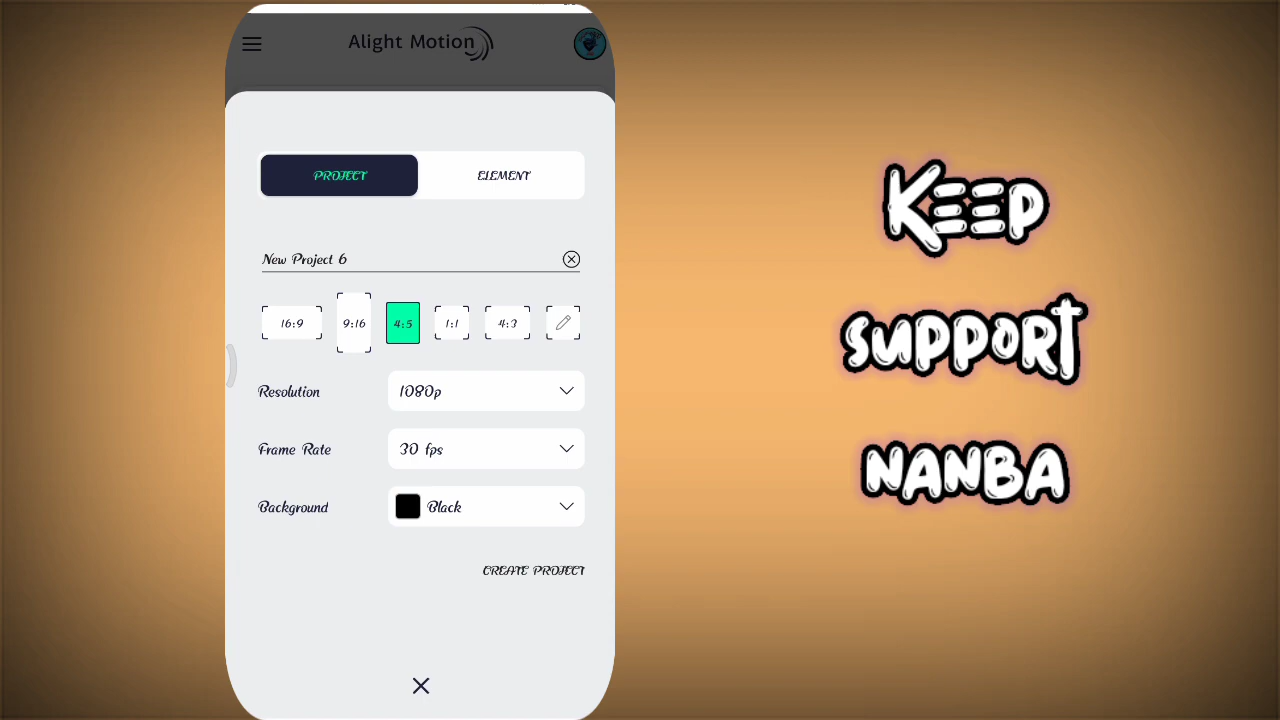 Alight Motion
PROJECT ELEMENT
New Project 6
16:9 9:16 4:5 1:1 4:3
Resolution 1080p
Frame Rate 30 fps
Background Black
CREATE PROJECT
KEEP
SUPPORT
NANBA